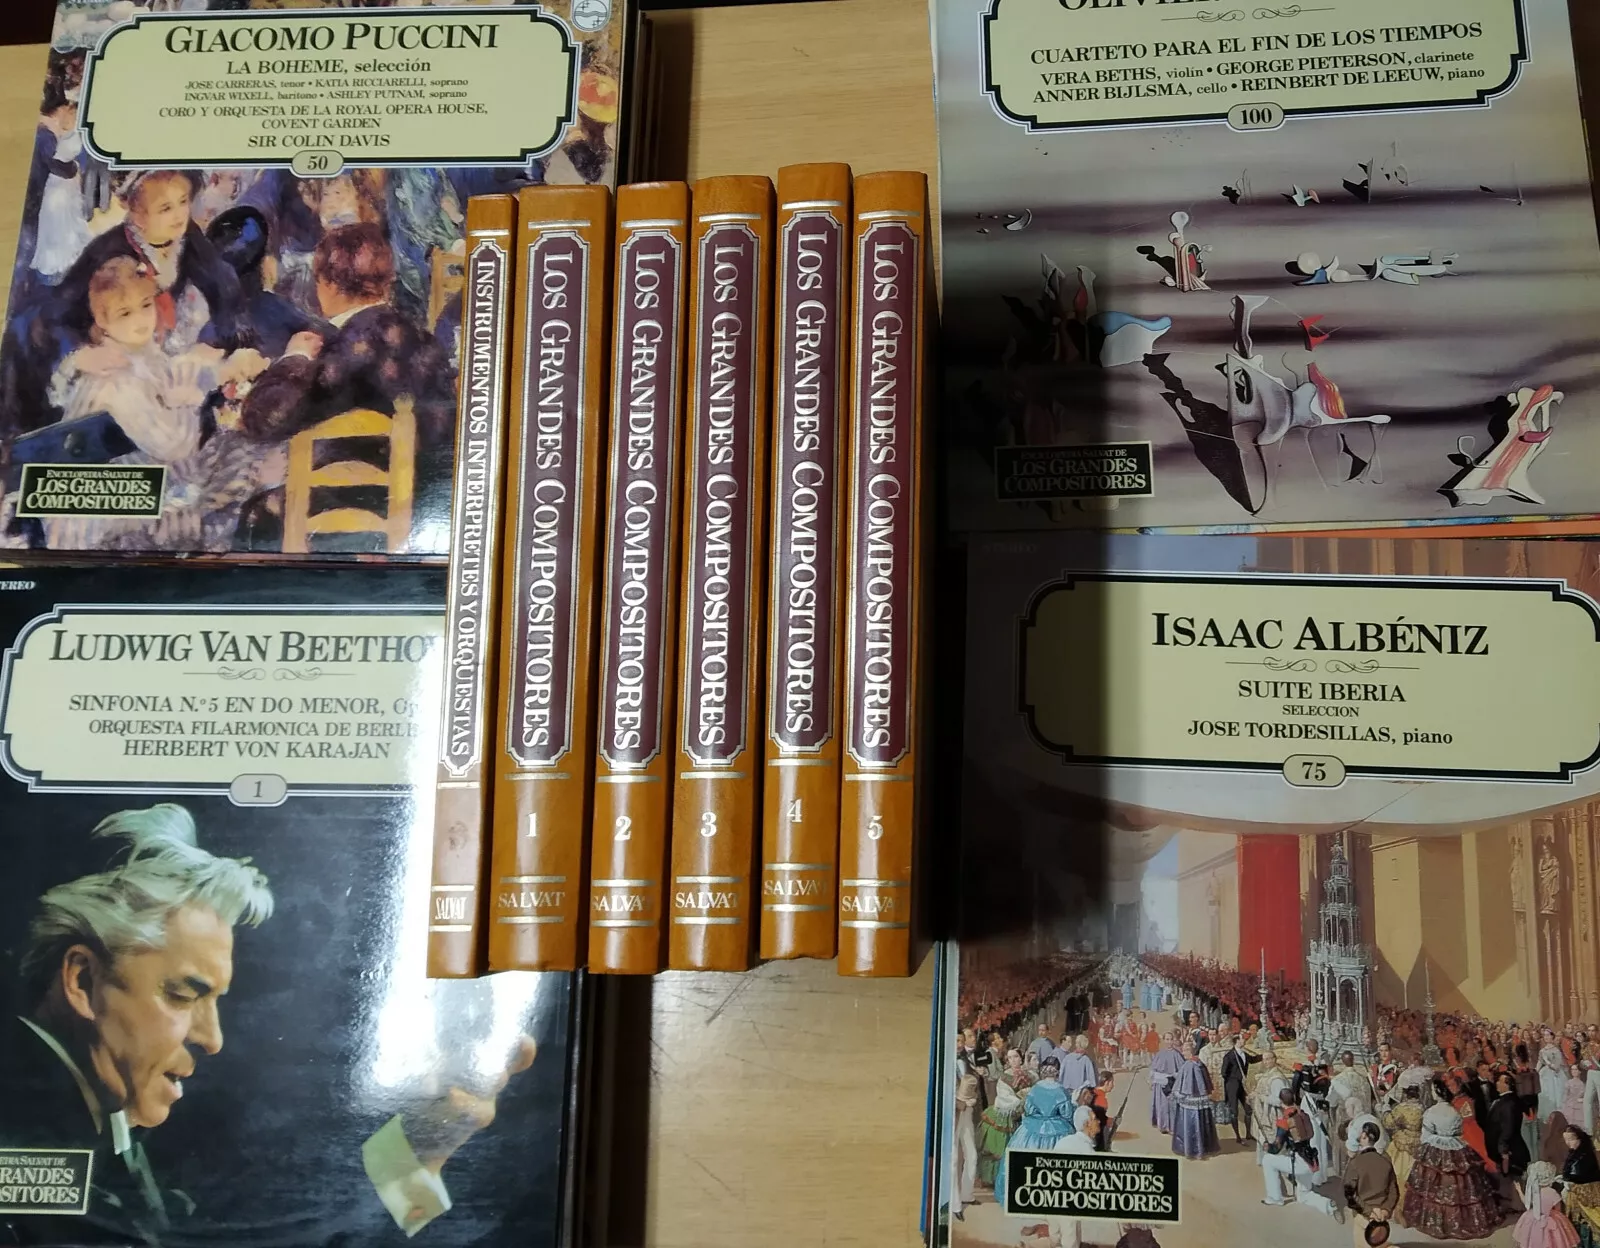 GIACOMO PUCCINI
LA BOHEME, selección
JOSE CARRERAS, tenor • KATIA RICCIARELLI, soprano
INGVAR WIXELL, baritono • ASHLEY PUTNAM, soprano
CORO Y ORQUESTA DE LA ROYAL OPERA HOUSE,
COVENT GARDEN
SIR COLIN DAVIS
50
ENCICLOPEDIA SALVAT DE
LOS GRANDES
COMPOSITORES
CUARTETO PARA EL FIN DE LOS TIEMPOS
VERA BETHS, violín • GEORGE PIETERSON, clarinete
ANNER BIJLSMA, cello • REINBERT DE LEEUW, piano
100
ENCICLOPEDIA SALVAT DE
LOS GRANDES
COMPOSITORES
INSTRUMENTOS INTERPRETES Y ORQUESTAS
SALVAT
LOS GRANDES COMPOSITORES
1
SALVAT
LOS GRANDES COMPOSITORES
2
SALVAT
LOS GRANDES COMPOSITORES
3
SALVAT
LOS GRANDES COMPOSITORES
4
SALVAT
LOS GRANDES COMPOSITORES
5
SALVAT
LUDWIG VAN BEETHO
SINFONIA N.º 5 EN DO MENOR,
ORQUESTA FILARMONICA DE BERLI
HERBERT VON KARAJAN
1
SALVAT DE
RANDES
SITORES
STEREO
ISAAC ALBÉNIZ
SUITE IBERIA
SELECCION
JOSE TORDESILLAS, piano
75
ENCICLOPEDIA SALVAT DE
LOS GRANDES
COMPOSITORES